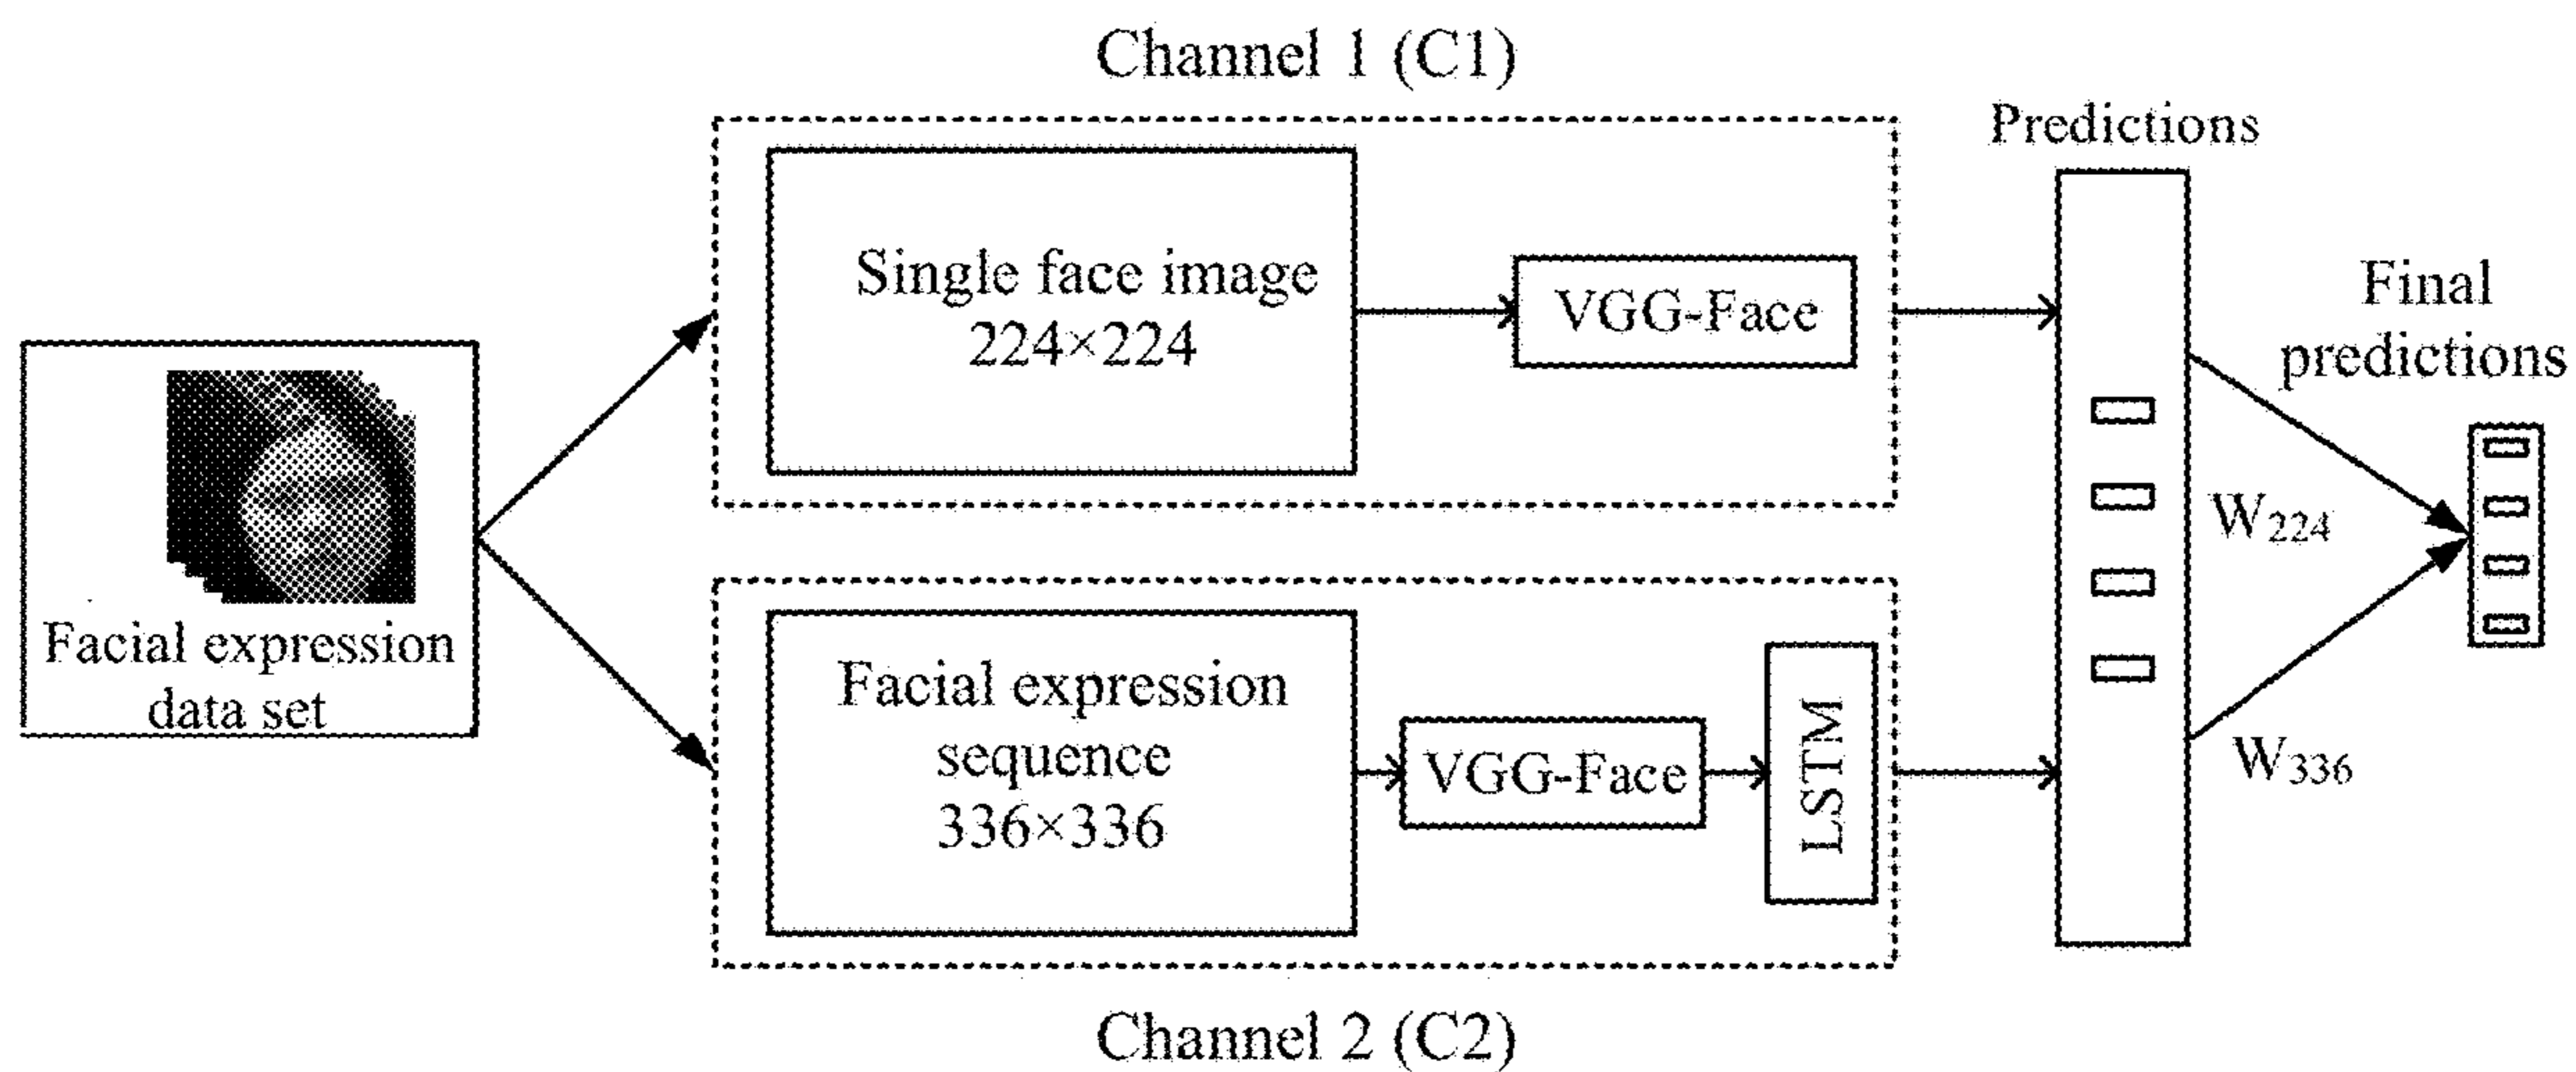 Channel 1 (C1)
Predictions
Single face image
224×224
VGG-Face
Final
predictions
Facial expression
data set
W₂₂₄
Facial expression
sequence
336×336
VGG-Face
LSTM
W₃₃₆
Channel 2 (C2)